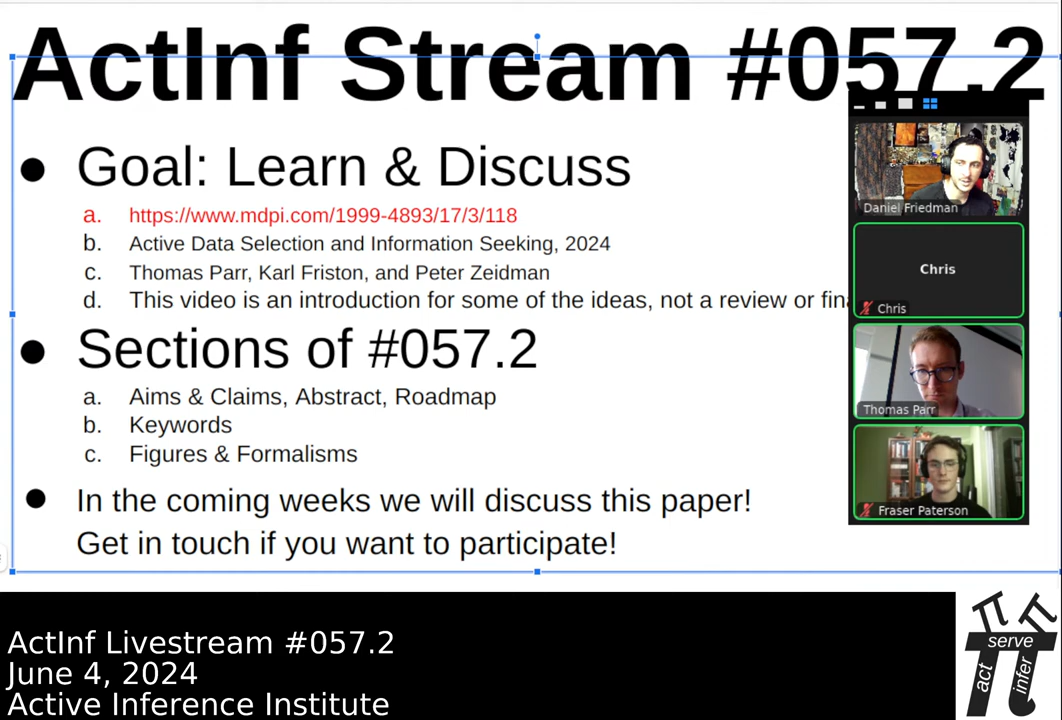 ActInf Stream #057.2
● Goal: Learn & Discuss
a. https://www.mdpi.com/1999-4893/17/3/118
b. Active Data Selection and Information Seeking, 2024
c. Thomas Parr, Karl Friston, and Peter Zeidman
d. This video is an introduction for some of the ideas, not a review or
● Sections of #057.2
a. Aims & Claims, Abstract, Roadmap
b. Keywords
c. Figures & Formalisms
● In the coming weeks we will discuss this paper!
Get in touch if you want to participate!
Daniel Friedman
Chris
Chris
Thomas Parr
Fraser Paterson
ActInf Livestream #057.2
June 4, 2024
Active Inference Institute
serve
act
infer